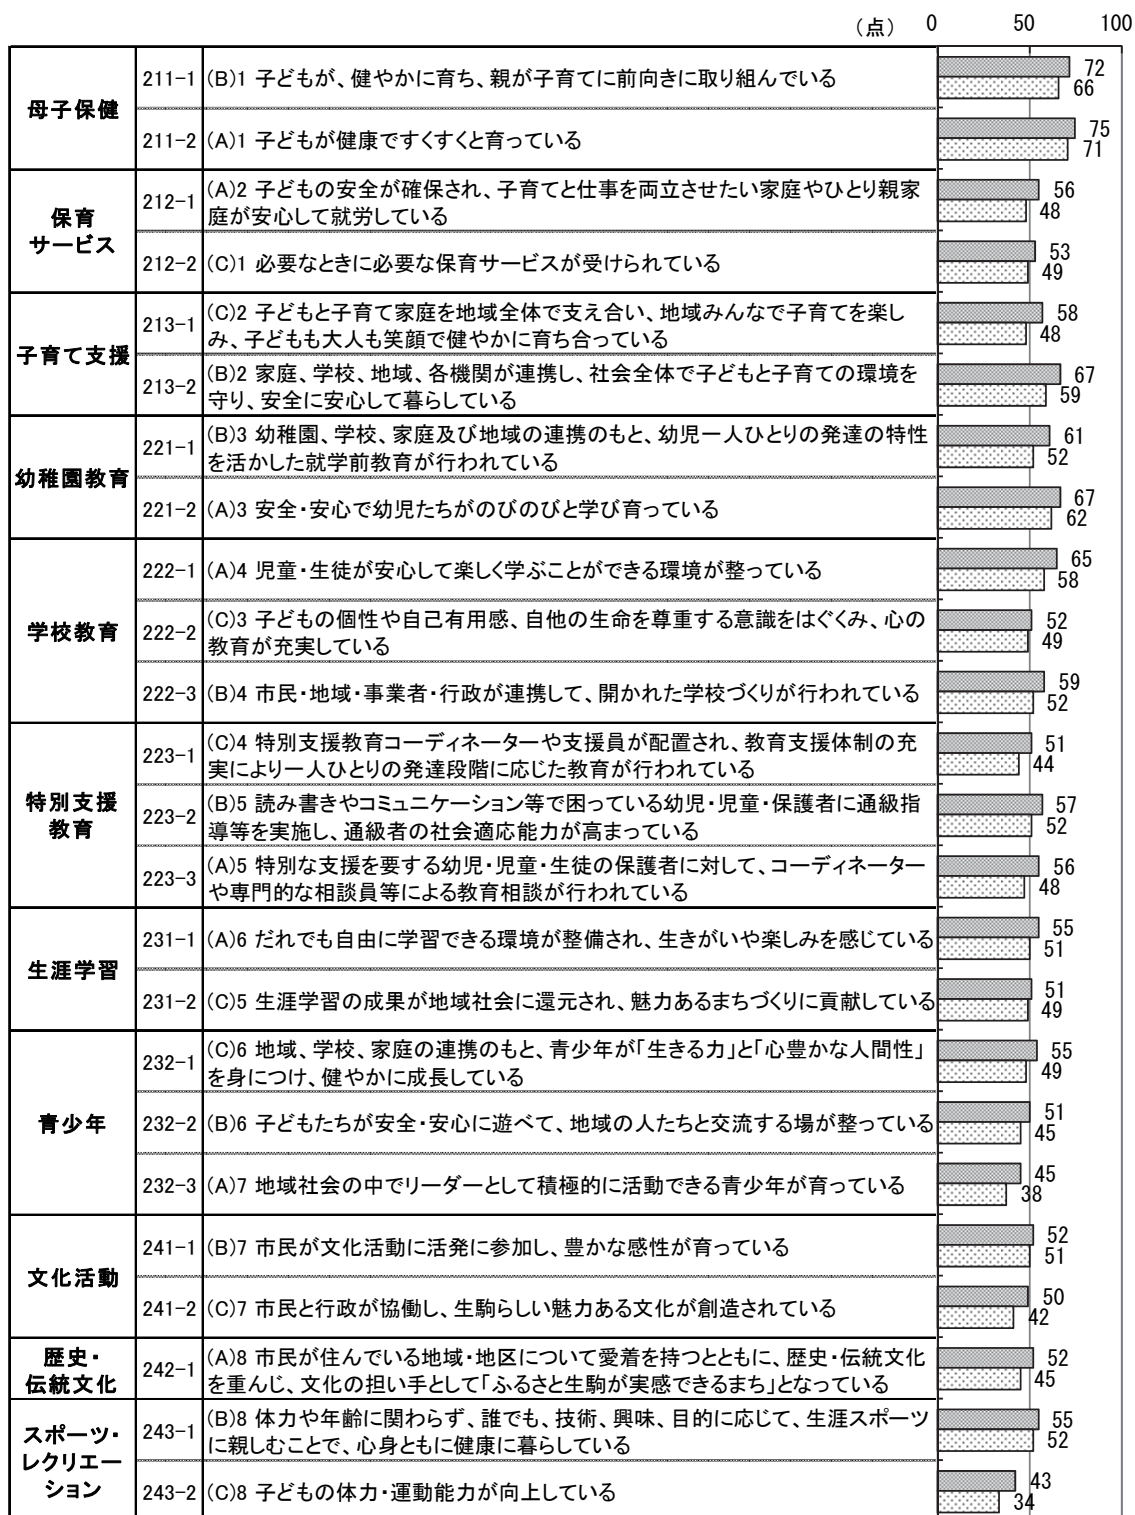 (点) 0 50 100
母子保健
211-1 (B)1 子どもが、健やかに育ち、親が子育てに前向きに取り組んでいる 72 66
211-2 (A)1 子どもが健康ですくすくと育っている 75 71
保育
サービス
212-1 (A)2 子どもの安全が確保され、子育てと仕事を両立させたい家庭やひとり親家
庭が安心して就労している 56 48
212-2 (C)1 必要なときに必要な保育サービスが受けられている 53 49
子育て支援
213-1 (C)2 子どもと子育て家庭を地域全体で支え合い、地域みんなで子育てを楽し
み、子どもも大人も笑顔で健やかに育ち合っている 58 48
213-2 (B)2 家庭、学校、地域、各機関が連携し、社会全体で子どもと子育ての環境を
守り、安全に安心して暮らしている 67 59
幼稚園教育
221-1 (B)3 幼稚園、学校、家庭及び地域の連携のもと、幼児一人ひとりの発達の特性
を活かした就学前教育が行われている 61 52
221-2 (A)3 安全・安心で幼児たちがのびのびと学び育っている 67 62
学校教育
222-1 (A)4 児童・生徒が安心して楽しく学ぶことができる環境が整っている 65 58
222-2 (C)3 子どもの個性や自己有用感、自他の生命を尊重する意識をはぐくみ、心の
教育が充実している 52 49
222-3 (B)4 市民・地域・事業者・行政が連携して、開かれた学校づくりが行われている 59 52
特別支援
教育
223-1 (C)4 特別支援教育コーディネーターや支援員が配置され、教育支援体制の充
実により一人ひとりの発達段階に応じた教育が行われている 51 44
223-2 (B)5 読み書きやコミュニケーション等で困っている幼児・児童・保護者に通級指
導等を実施し、通級者の社会適応能力が高まっている 57 52
223-3 (A)5 特別な支援を要する幼児・児童・生徒の保護者に対して、コーディネーター
や専門的な相談員等による教育相談が行われている 56 48
生涯学習
231-1 (A)6 だれでも自由に学習できる環境が整備され、生きがいや楽しみを感じている 55 51
231-2 (C)5 生涯学習の成果が地域社会に還元され、魅力あるまちづくりに貢献している 51 49
青少年
232-1 (C)6 地域、学校、家庭の連携のもと、青少年が「生きる力」と「心豊かな人間性」
を身につけ、健やかに成長している 55 49
232-2 (B)6 子どもたちが安全・安心に遊べて、地域の人たちと交流する場が整っている 51 45
232-3 (A)7 地域社会の中でリーダーとして積極的に活動できる青少年が育っている 45 38
文化活動
241-1 (B)7 市民が文化活動に活発に参加し、豊かな感性が育っている 52 51
241-2 (C)7 市民と行政が協働し、生駒らしい魅力ある文化が創造されている 50 42
歴史・
伝統文化
242-1 (A)8 市民が住んでいる地域・地区について愛着を持つとともに、歴史・伝統文化
を重んじ、文化の担い手として「ふるさと生駒が実感できるまち」となっている 52 45
スポーツ・
レクリエー
ション
243-1 (B)8 体力や年齢に関わらず、誰でも、技術、興味、目的に応じて、生涯スポーツ
に親しむことで、心身ともに健康に暮らしている 55 52
243-2 (C)8 子どもの体力・運動能力が向上している 43 34